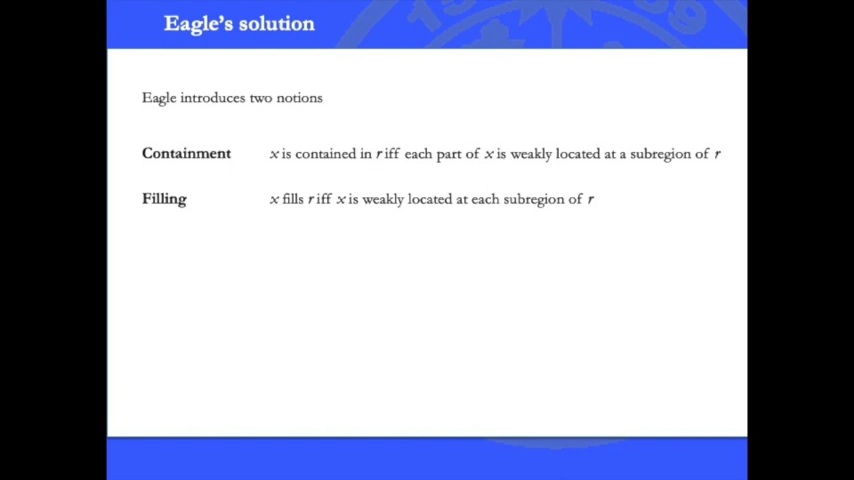 Eagle's solution
Eagle introduces two notions
Containment x is contained in r iff each part of x is weakly located at a subregion of r
Filling x fills r iff x is weakly located at each subregion of r